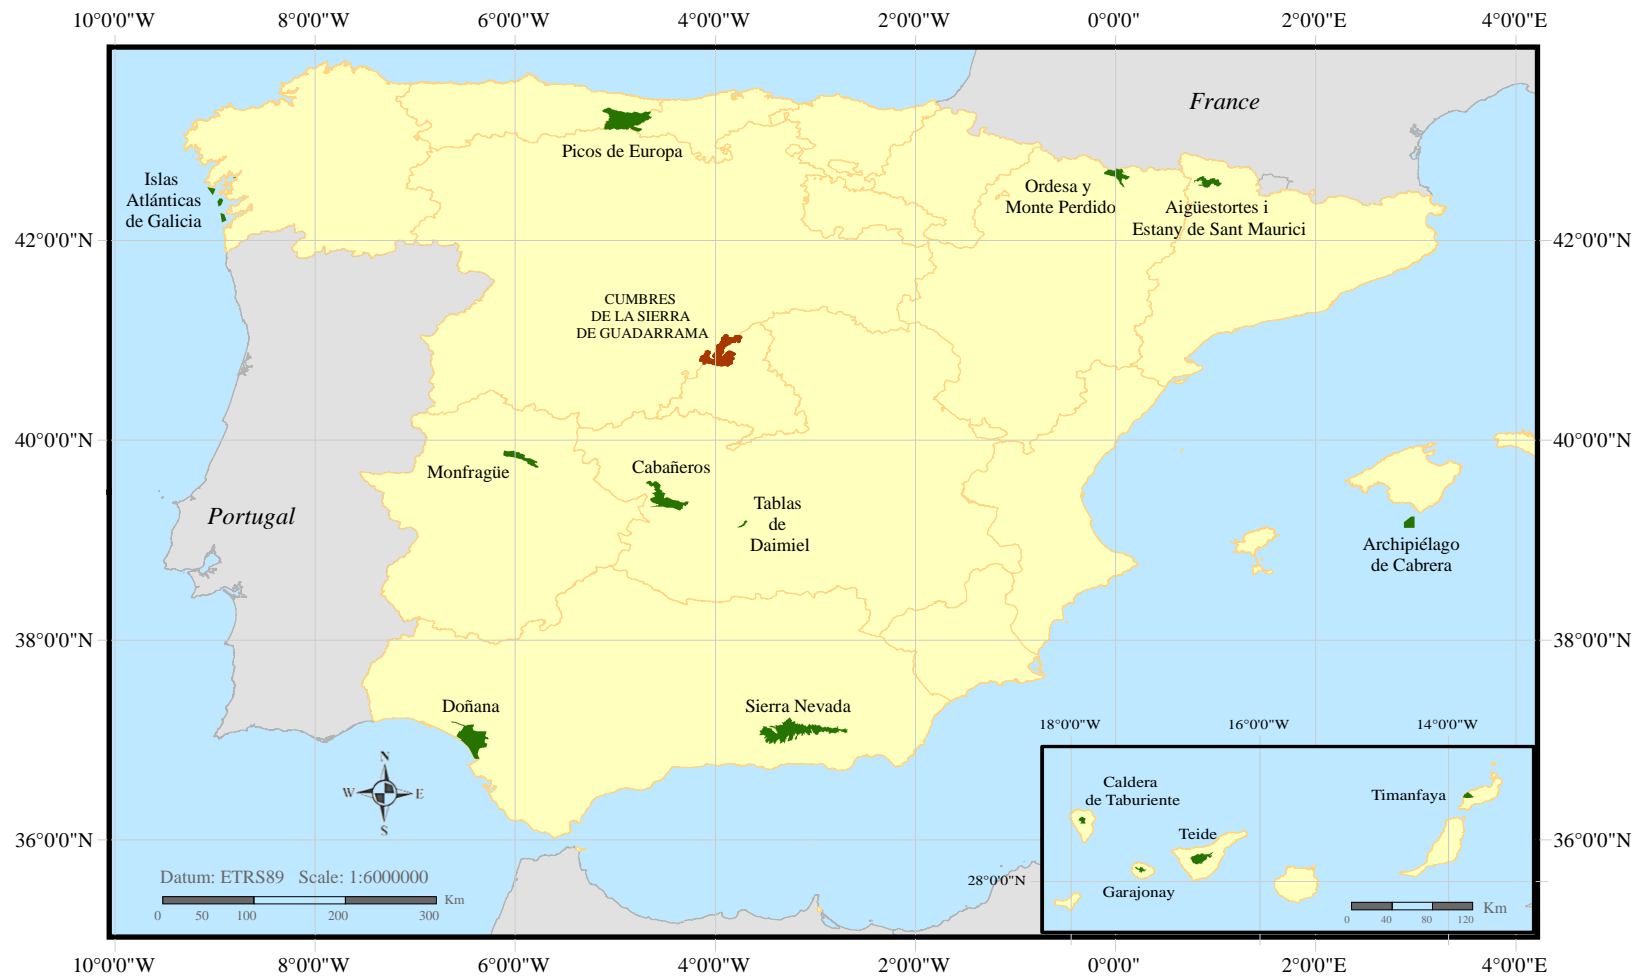 10°0'0"W 8°0'0"W 6°0'0"W 4°0'0"W 2°0'0"W 0°0'0" 2°0'0"E 4°0'0"E
France
Picos de Europa
Islas
Atlánticas
de Galicia
Ordesa y
Monte Perdido
Aigüestortes i
Estany de Sant Maurici
42°0'0"N 42°0'0"N
CUMBRES
DE LA SIERRA
DE GUADARRAMA
40°0'0"N 40°0'0"N
Monfragüe
Cabañeros
Tablas
de
Daimiel
Portugal
Archipiélago
de Cabrera
38°0'0"N 38°0'0"N
Doñana
Sierra Nevada
18°0'0"W 16°0'0"W 14°0'0"W
N
W E
S
Caldera
de Taburiente
Timanfaya
Teide
36°0'0"N 36°0'0"N
Datum: ETRS89 Scale: 1:6000000
28°0'0"N
Garajonay
Km
0 50 100 200 300
Km
0 40 80 120
10°0'0"W 8°0'0"W 6°0'0"W 4°0'0"W 2°0'0"W 0°0'0" 2°0'0"E 4°0'0"E